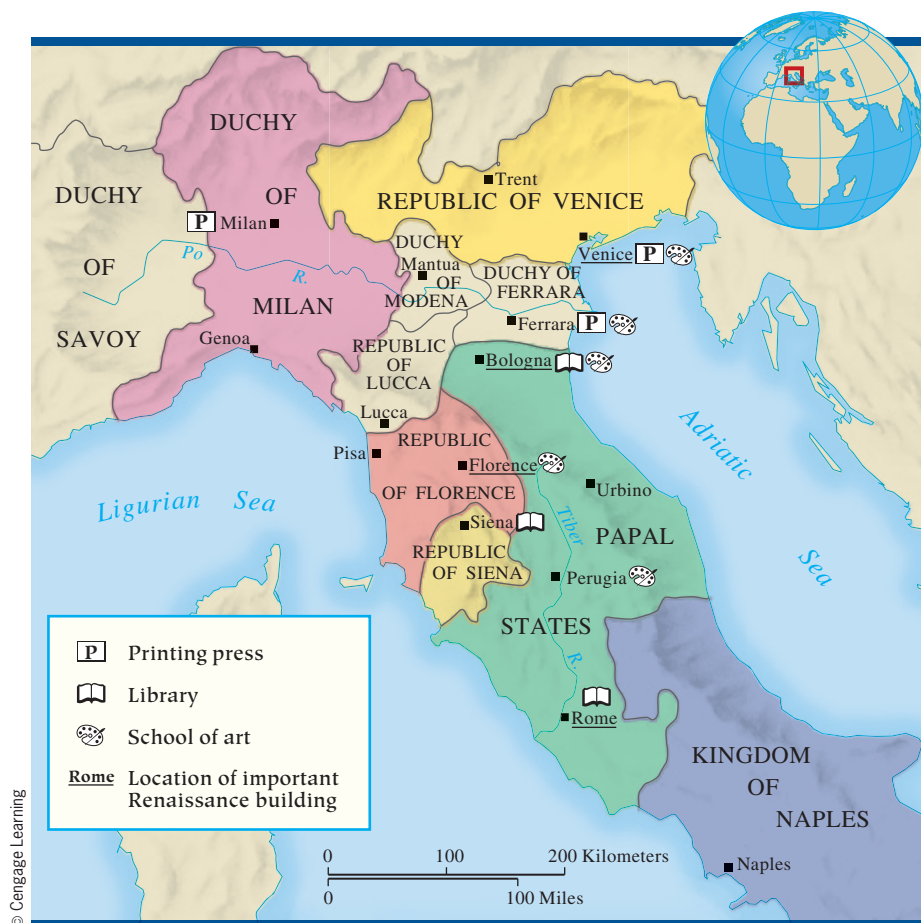 DUCHY
OF
MILAN
DUCHY
OF
SAVOY
P Milan
Po
R.
Genoa
Trent
REPUBLIC OF VENICE
Venice P
DUCHY
Mantua
OF
MODENA
DUCHY OF
FERRARA
Ferrara P
REPUBLIC
OF
LUCCA
Bologna
Lucca
Pisa
REPUBLIC
OF FLORENCE
Florence
Siena
REPUBLIC
OF SIENA
Urbino
Tiber
R.
PAPAL
STATES
Perugia
Rome
Adriatic
Sea
Ligurian Sea
KINGDOM
OF
NAPLES
Naples
P Printing press
Library
School of art
Rome Location of important
Renaissance building
0 100 200 Kilometers
0 100 Miles
© Cengage Learning